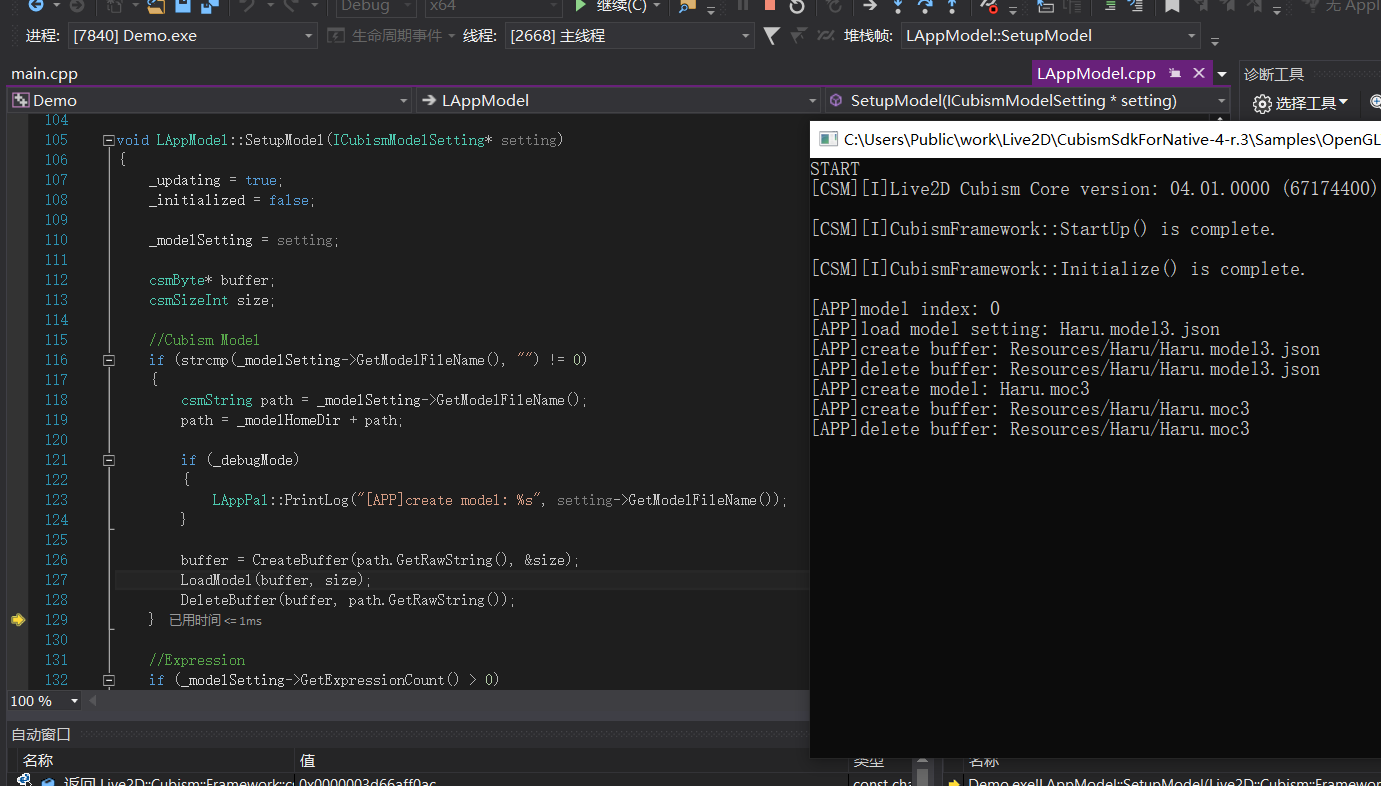 Debug
x64
继续(C)
无 Appl
进程:
[7840] Demo.exe
生命周期事件
线程:
[2668] 主线程
堆栈帧:
LAppModel::SetupModel
main.cpp
LAppModel.cpp
诊断工具
Demo
LAppModel
SetupModel(ICubismModelSetting * setting)
选择工具
104
105 void LAppModel::SetupModel(ICubismModelSetting* setting)
106 {
107 _updating = true;
108 _initialized = false;
109
110 _modelSetting = setting;
111
112 csmByte* buffer;
113 csmSizeInt size;
114
115 //Cubism Model
116 if (strcmp(_modelSetting->GetModelFileName(), "") != 0)
117 {
118 csmString path = _modelSetting->GetModelFileName();
119 path = _modelHomeDir + path;
120
121 if (_debugMode)
122 {
123 LAppPal::PrintLog("[APP]create model: %s", setting->GetModelFileName());
124 }
125
126 buffer = CreateBuffer(path.GetRawString(), &size);
127 LoadModel(buffer, size);
128 DeleteBuffer(buffer, path.GetRawString());
129 } 已用时间 <= 1ms
130
131 //Expression
132 if (_modelSetting->GetExpressionCount() > 0)
100 %
C:\Users\Public\work\Live2D\CubismSdkForNative-4-r.3\Samples\OpenGL
START
[CSM][I]Live2D Cubism Core version: 04.01.0000 (67174400)
[CSM][I]CubismFramework::StartUp() is complete.
[CSM][I]CubismFramework::Initialize() is complete.
[APP]model index: 0
[APP]load model setting: Haru.model3.json
[APP]create buffer: Resources/Haru/Haru.model3.json
[APP]delete buffer: Resources/Haru/Haru.model3.json
[APP]create model: Haru.moc3
[APP]create buffer: Resources/Haru/Haru.moc3
[APP]delete buffer: Resources/Haru/Haru.moc3
自动窗口
名称
值
类型
名称
返回 Live2D::Cubism::Framework::c
0x0000003d66aff0ac
const cha
Demo.exe!LAppModel::SetupModel(Live2D::Cubism::Framework